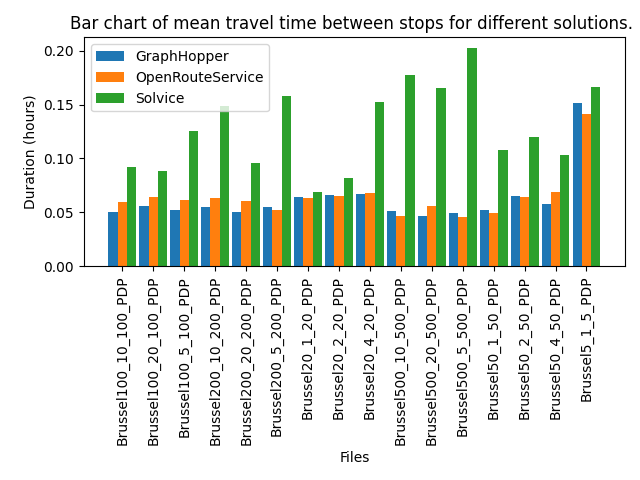 Bar chart of mean travel time between stops for different solutions.
GraphHopper
OpenRouteService
Solvice
Duration (hours)
0.20
0.15
0.10
0.05
0.00
Brussel100_10_100_PDP
Brussel100_20_100_PDP
Brussel100_5_100_PDP
Brussel200_10_200_PDP
Brussel200_20_200_PDP
Brussel200_5_200_PDP
Brussel20_1_20_PDP
Brussel20_2_20_PDP
Brussel20_4_20_PDP
Brussel500_10_500_PDP
Brussel500_20_500_PDP
Brussel500_5_500_PDP
Brussel50_1_50_PDP
Brussel50_2_50_PDP
Brussel50_4_50_PDP
Brussel5_1_5_PDP
Files